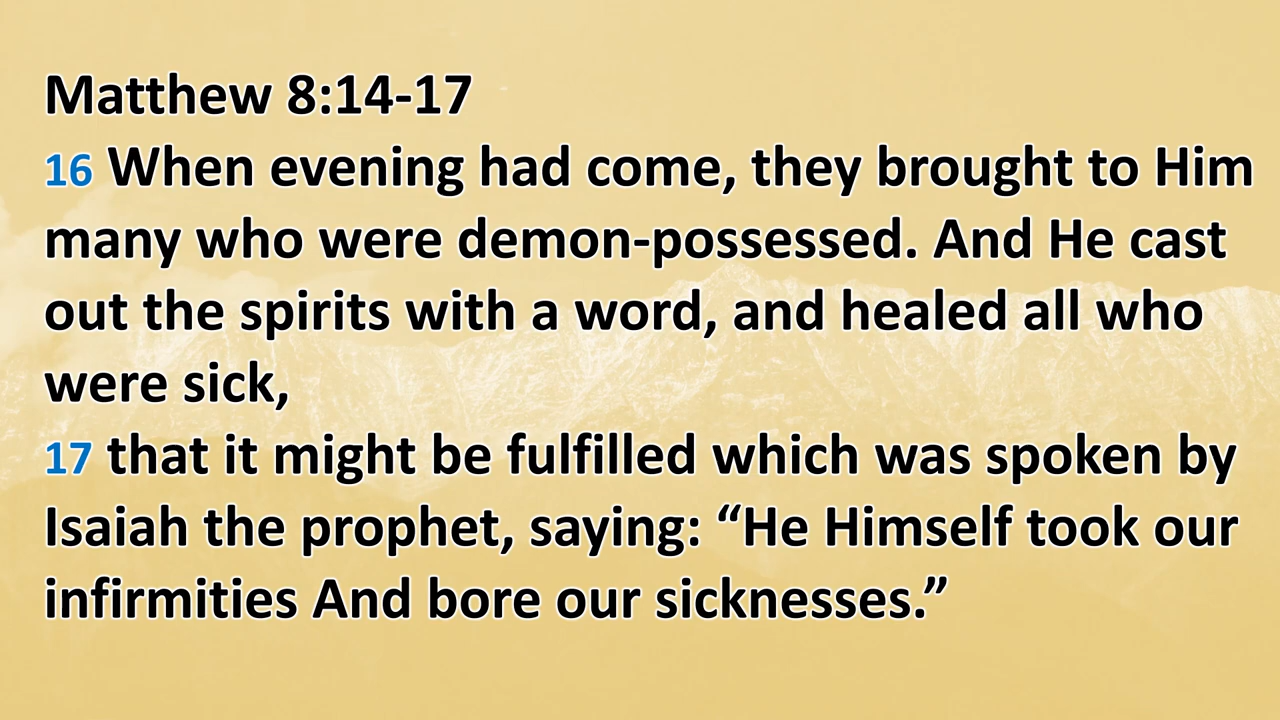 Matthew 8:14-17
16 When evening had come, they brought to Him
many who were demon-possessed. And He cast
out the spirits with a word, and healed all who
were sick,
17 that it might be fulfilled which was spoken by
Isaiah the prophet, saying: “He Himself took our
infirmities And bore our sicknesses.”